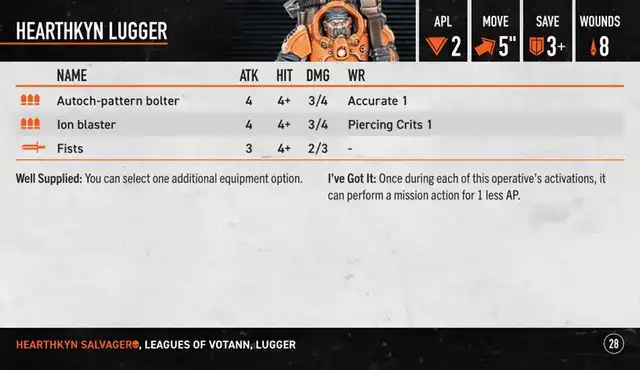 HEARTHKYN LUGGER
APL MOVE SAVE WOUNDS
2 5" 3+ 8
NAME ATK HIT DMG WR
Autoch-pattern bolter 4 4+ 3/4 Accurate 1
Ion blaster 4 4+ 3/4 Piercing Crits 1
Fists 3 4+ 2/3 -
Well Supplied: You can select one additional equipment option.
I've Got It: Once during each of this operative's activations, it
can perform a mission action for 1 less AP.
HEARTHKYN SALVAGER, LEAGUES OF VOTANN, LUGGER
28